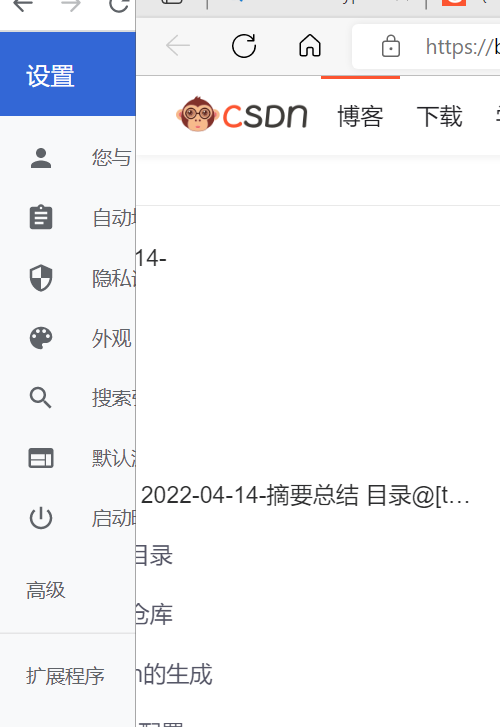 设置
您与
自动
隐私
外观
搜索
默认
启动
高级
扩展程序
https://b
CSDN
博客
下载
14-
2022-04-14-摘要总结 目录@[t...
目录
仓库
n的生成
配置